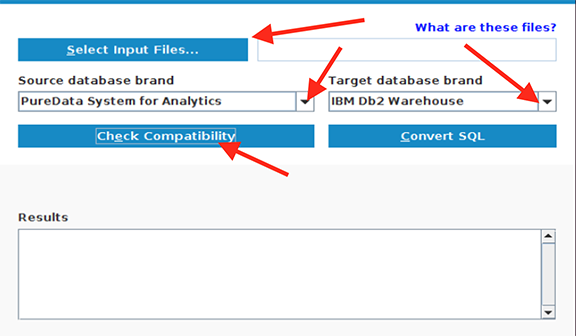 What are these files?
Select Input Files...
Source database brand
Target database brand
PureData System for Analytics
IBM Db2 Warehouse
Check Compatibility
Convert SQL
Results